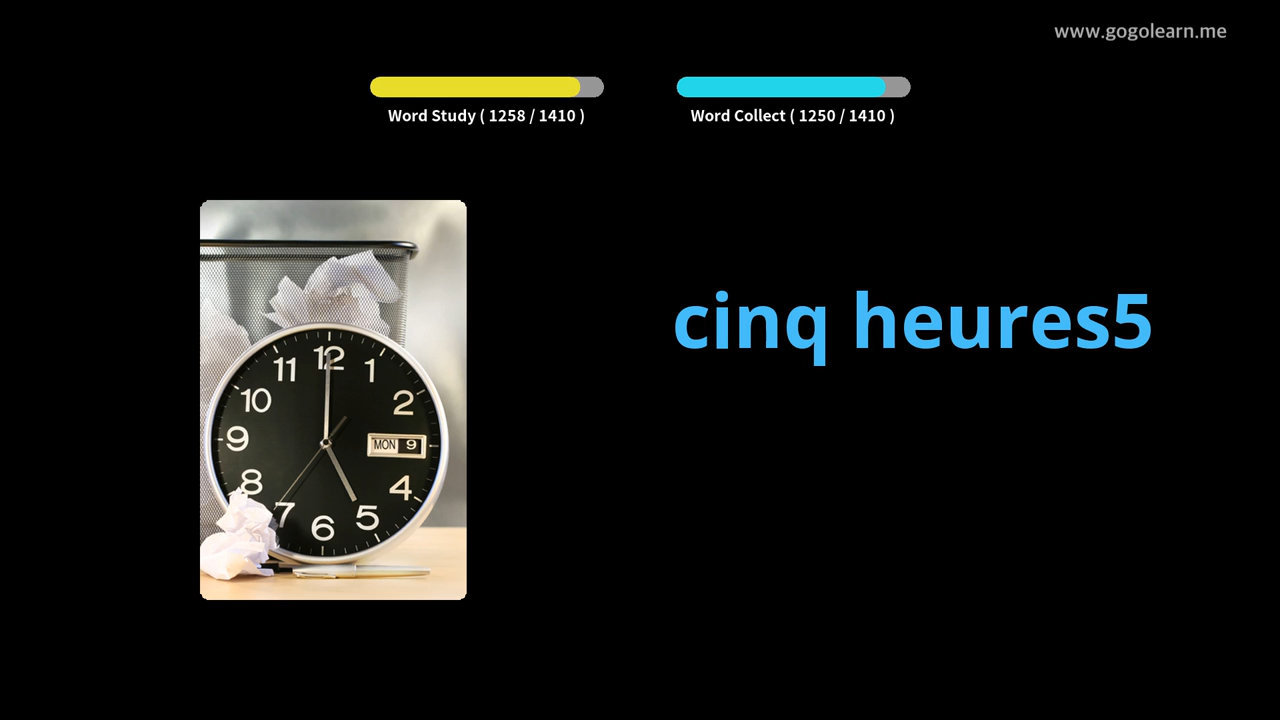 www.gogolearn.me
Word Study ( 1258 / 1410 )
Word Collect ( 1250 / 1410 )
cinq heures5
12
11
1
10
2
9
MON 9
8
4
7
5
6